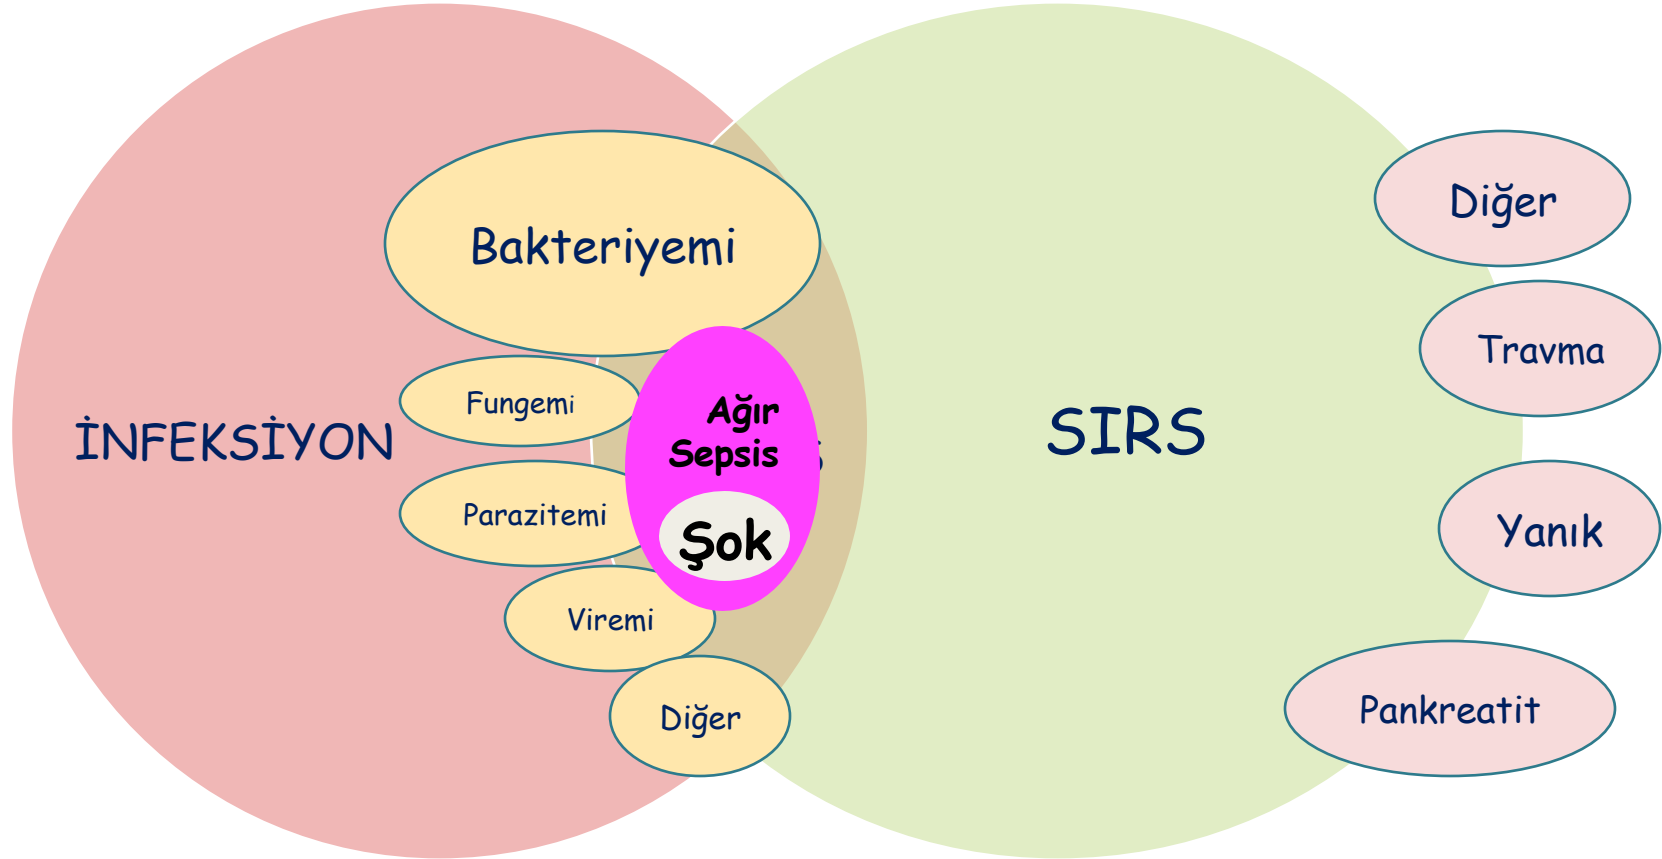 Bakteriyemi
Fungemi
İNFEKSİYON
Parazitemi
Viremi
Diğer
Ağır
Sepsis
Şok
SIRS
Diğer
Travma
Yanık
Pankreatit